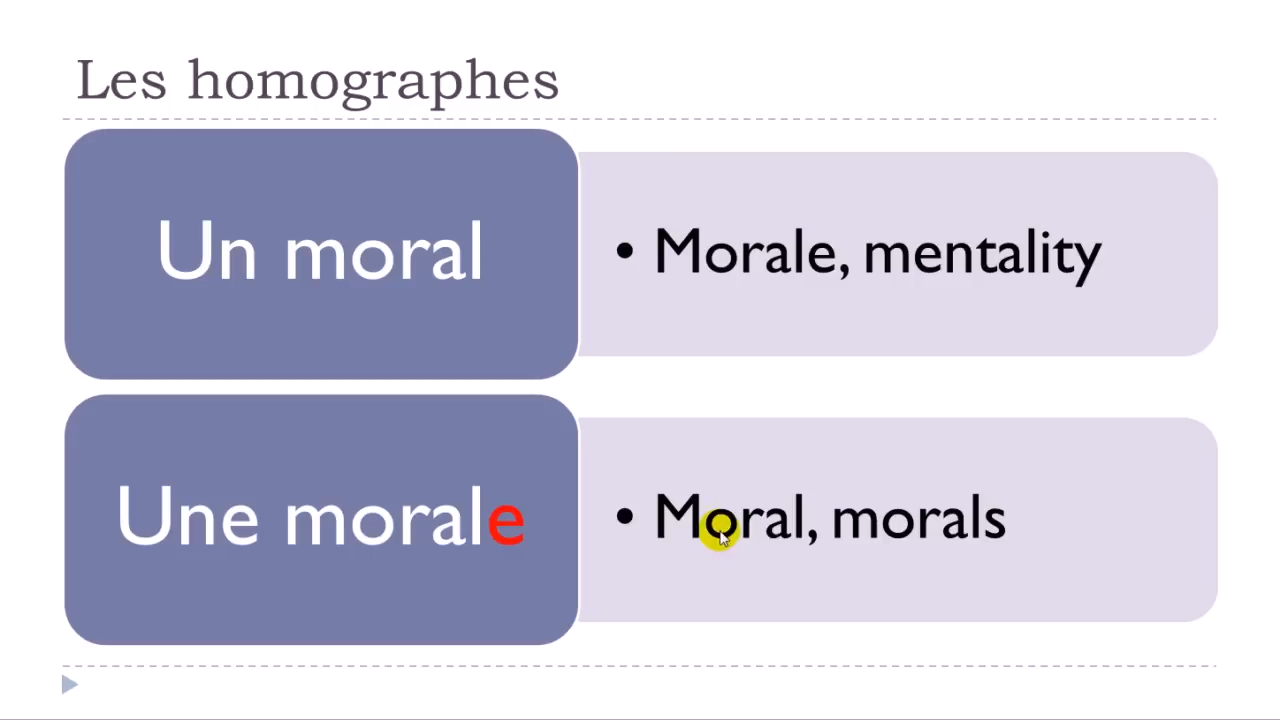 Les homographes
Un moral
• Morale, mentality
Une morale
• Moral, morals